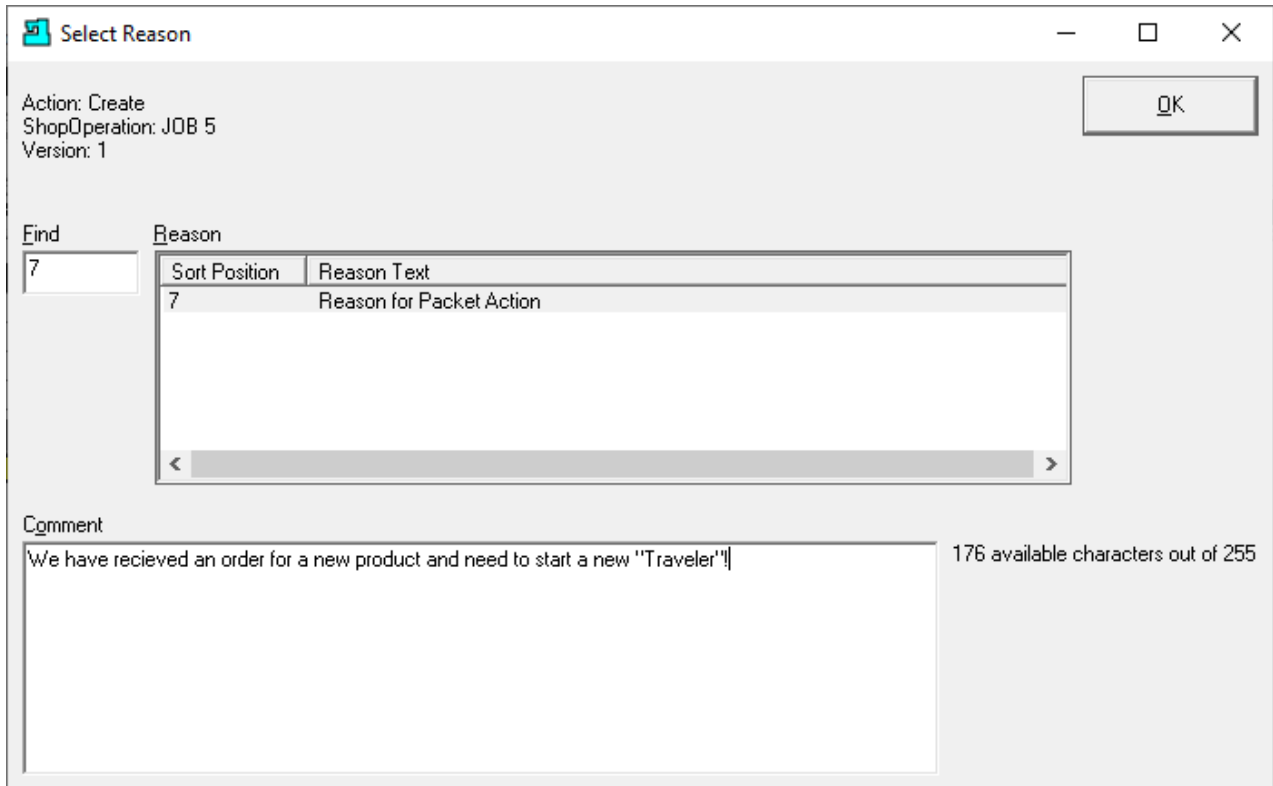 Select Reason
Action: Create
ShopOperation: JOB 5
Version: 1
OK
Find
Reason
7
Sort Position Reason Text
7 Reason for Packet Action
Comment
We have recieved an order for a new product and need to start a new "Traveler"!
176 available characters out of 255